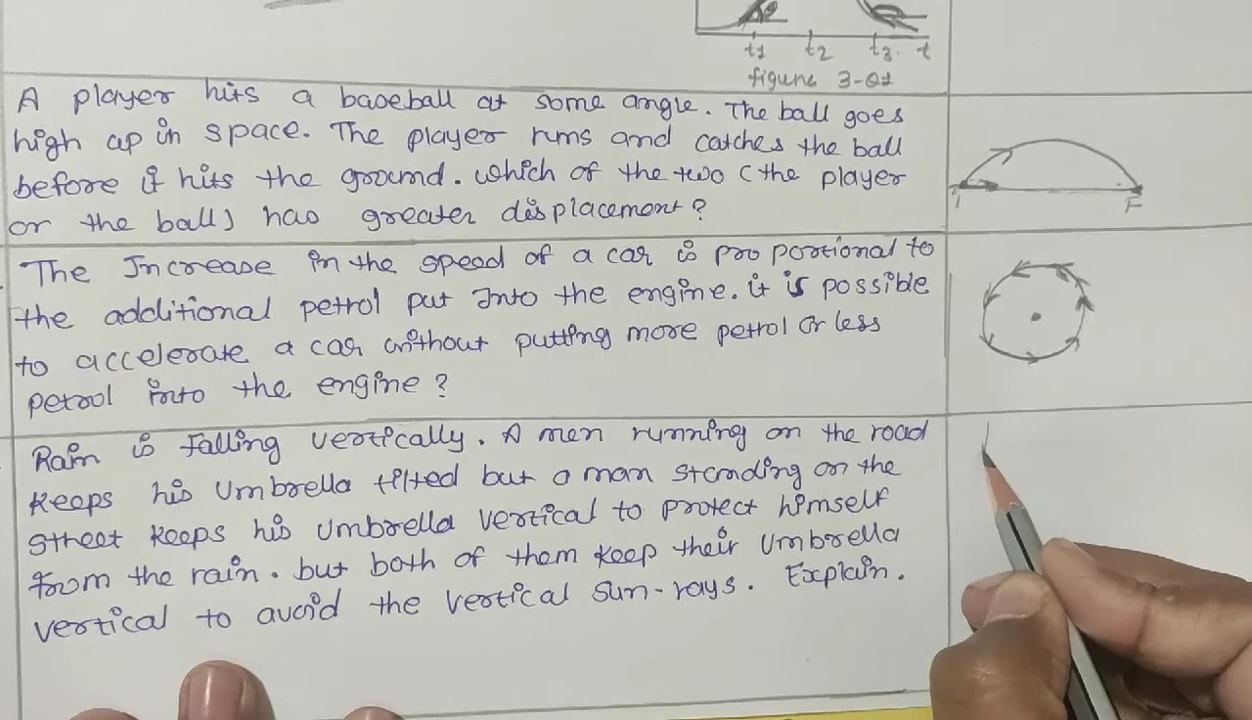 t1 t2 t3. t
figure 3-Q1
A player hits a baseball at some angle. The ball goes
high up in space. The player runs and catches the ball
before it hits the ground. which of the two (the player
or the ball) has greater displacement?
I F
The Increase in the speed of a car is proportional to
the additional petrol put Into the engine. it is possible
to accelerate a car without putting more petrol or less
petrol into the engine?
Rain is falling vertically. A men running on the road
keeps his umbrella tilted but a man standing on the
street keeps his umbrella vertical to protect himself
from the rain. but both of them keep their umbrella
vertical to avoid the vertical sun-rays. Explain.